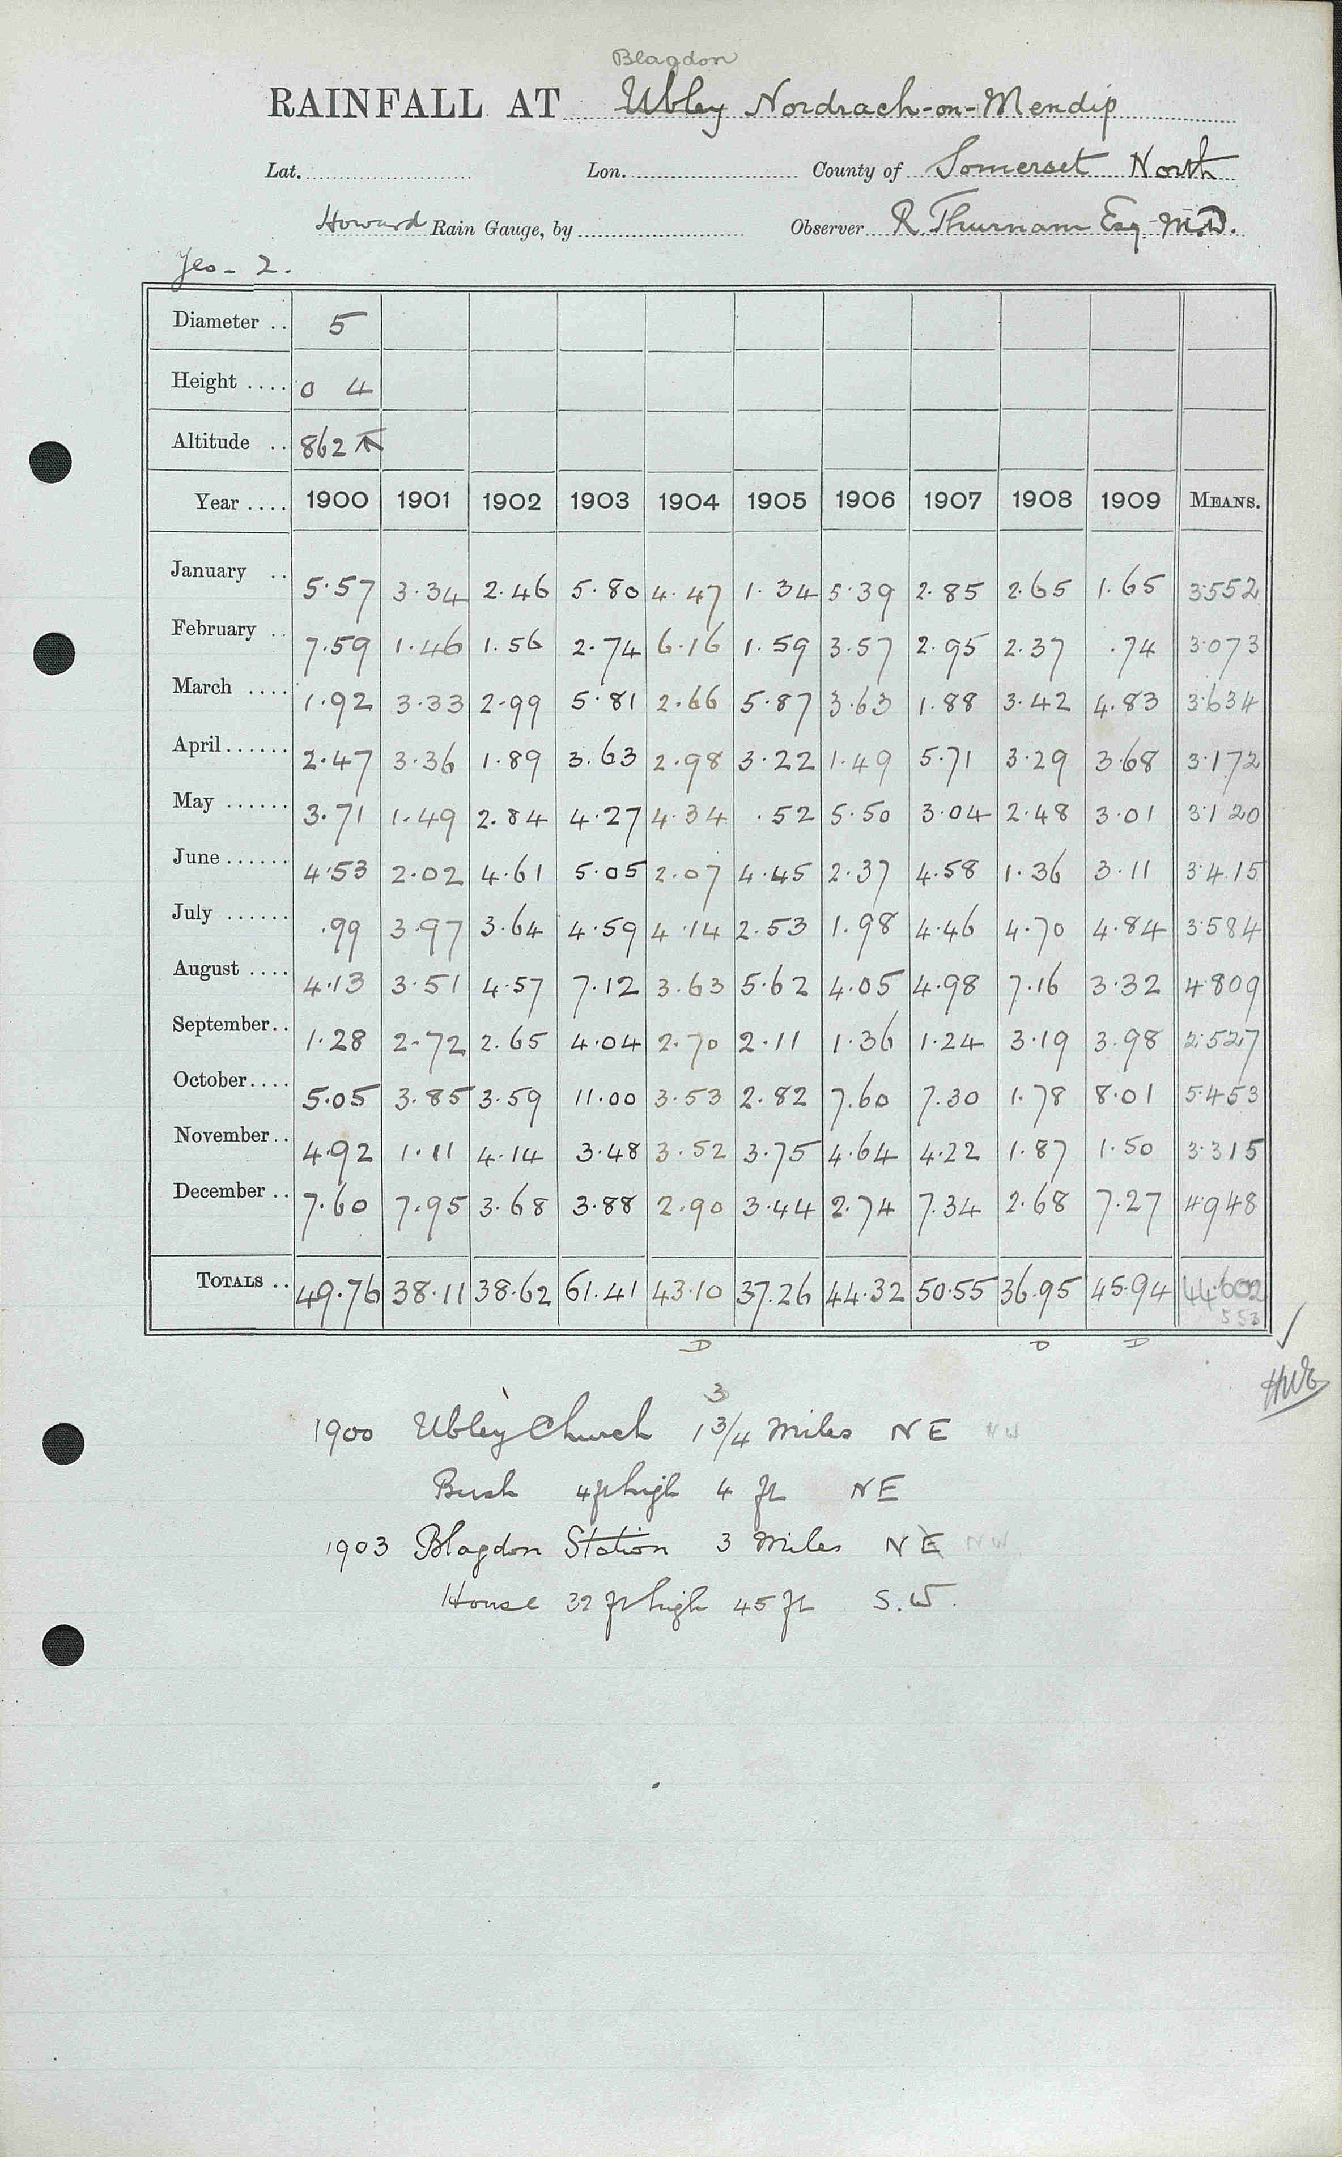 Blagdon
RAINFALL AT Ubley Nordrach-on-Mendip
Lat. Lon. County of Somerset North
Howard Rain Gauge, by Observer R Thurnam Esq M.D.
Yes - 2.
Diameter .. 5
Height .... 0 4
Altitude .. 862
Year .... 1900 1901 1902 1903 1904 1905 1906 1907 1908 1909 MEANS.
January .. 5.57 3.34 2.46 5.80 4.47 1.34 5.39 2.85 2.65 1.65 3.552
February .. 7.59 1.46 1.56 2.74 6.16 1.59 3.57 2.95 2.37 .74 3.073
March .... 1.92 3.33 2.99 5.81 2.66 5.87 3.63 1.88 3.42 4.83 3.634
April ...... 2.47 3.36 1.89 3.63 2.98 3.22 1.49 5.71 3.29 3.68 3.172
May ...... 3.71 1.49 2.84 4.27 4.34 .52 5.50 3.04 2.48 3.01 3.120
June ...... 4.53 2.02 4.61 5.05 2.07 4.45 2.37 4.58 1.36 3.11 3.415
July ...... .99 3.97 3.64 4.59 4.14 2.53 1.98 4.46 4.70 4.84 3.584
August .... 4.13 3.51 4.57 7.12 3.63 5.62 4.05 4.98 7.16 3.32 4.809
September .. 1.28 2.72 2.65 4.04 2.70 2.11 1.36 1.24 3.19 3.98 2.527
October .... 5.05 3.85 3.59 11.00 3.53 2.82 7.60 7.30 1.78 8.01 5.453
November .. 4.92 1.11 4.14 3.48 3.52 3.75 4.64 4.22 1.87 1.50 3.315
December .. 7.60 7.95 3.68 3.88 2.90 3.44 2.74 7.34 2.68 7.27 4.948
TOTALS .. 49.76 38.11 38.62 61.41 43.10 37.26 44.32 50.55 36.95 45.94 44.602
553
D D D
3
1900 Ubley Church 1 3/4 Miles NE NW
Bush 4 ft high 4 ft NE
1903 Blagdon Station 3 Miles NE NW
House 32 ft high 45 ft S.W.